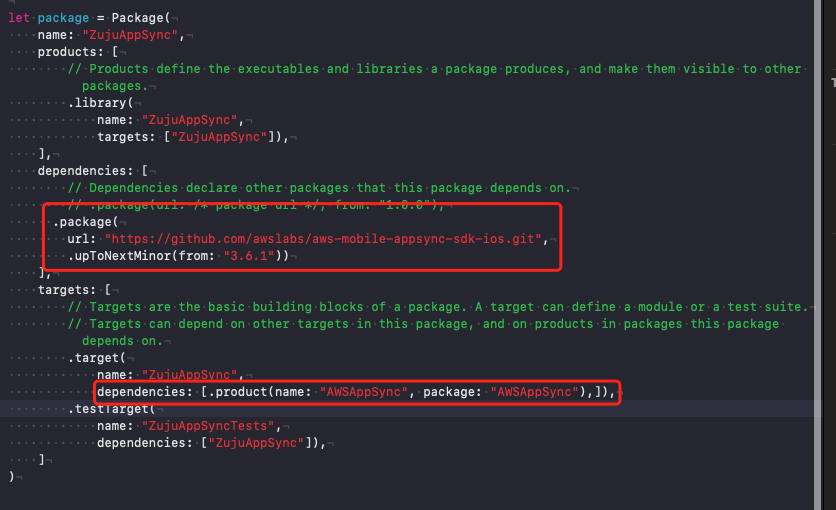 let package = Package(
name: "ZujuAppSync",
products: [
// Products define the executables and libraries a package produces, and make them visible to other
packages.
.library(
name: "ZujuAppSync",
targets: ["ZujuAppSync"]),
],
dependencies: [
// Dependencies declare other packages that this package depends on.
// .package(url: /* package url */, from: "1.0.0"),
.package(
url: "https://github.com/awslabs/aws-mobile-appsync-sdk-ios.git",
.upToNextMinor(from: "3.6.1"))
],
targets: [
// Targets are the basic building blocks of a package. A target can define a module or a test suite.
// Targets can depend on other targets in this package, and on products in packages this package
depends on.
.target(
name: "ZujuAppSync",
dependencies: [.product(name: "AWSAppSync", package: "AWSAppSync"),]),
.testTarget(
name: "ZujuAppSyncTests",
dependencies: ["ZujuAppSync"]),
]
)